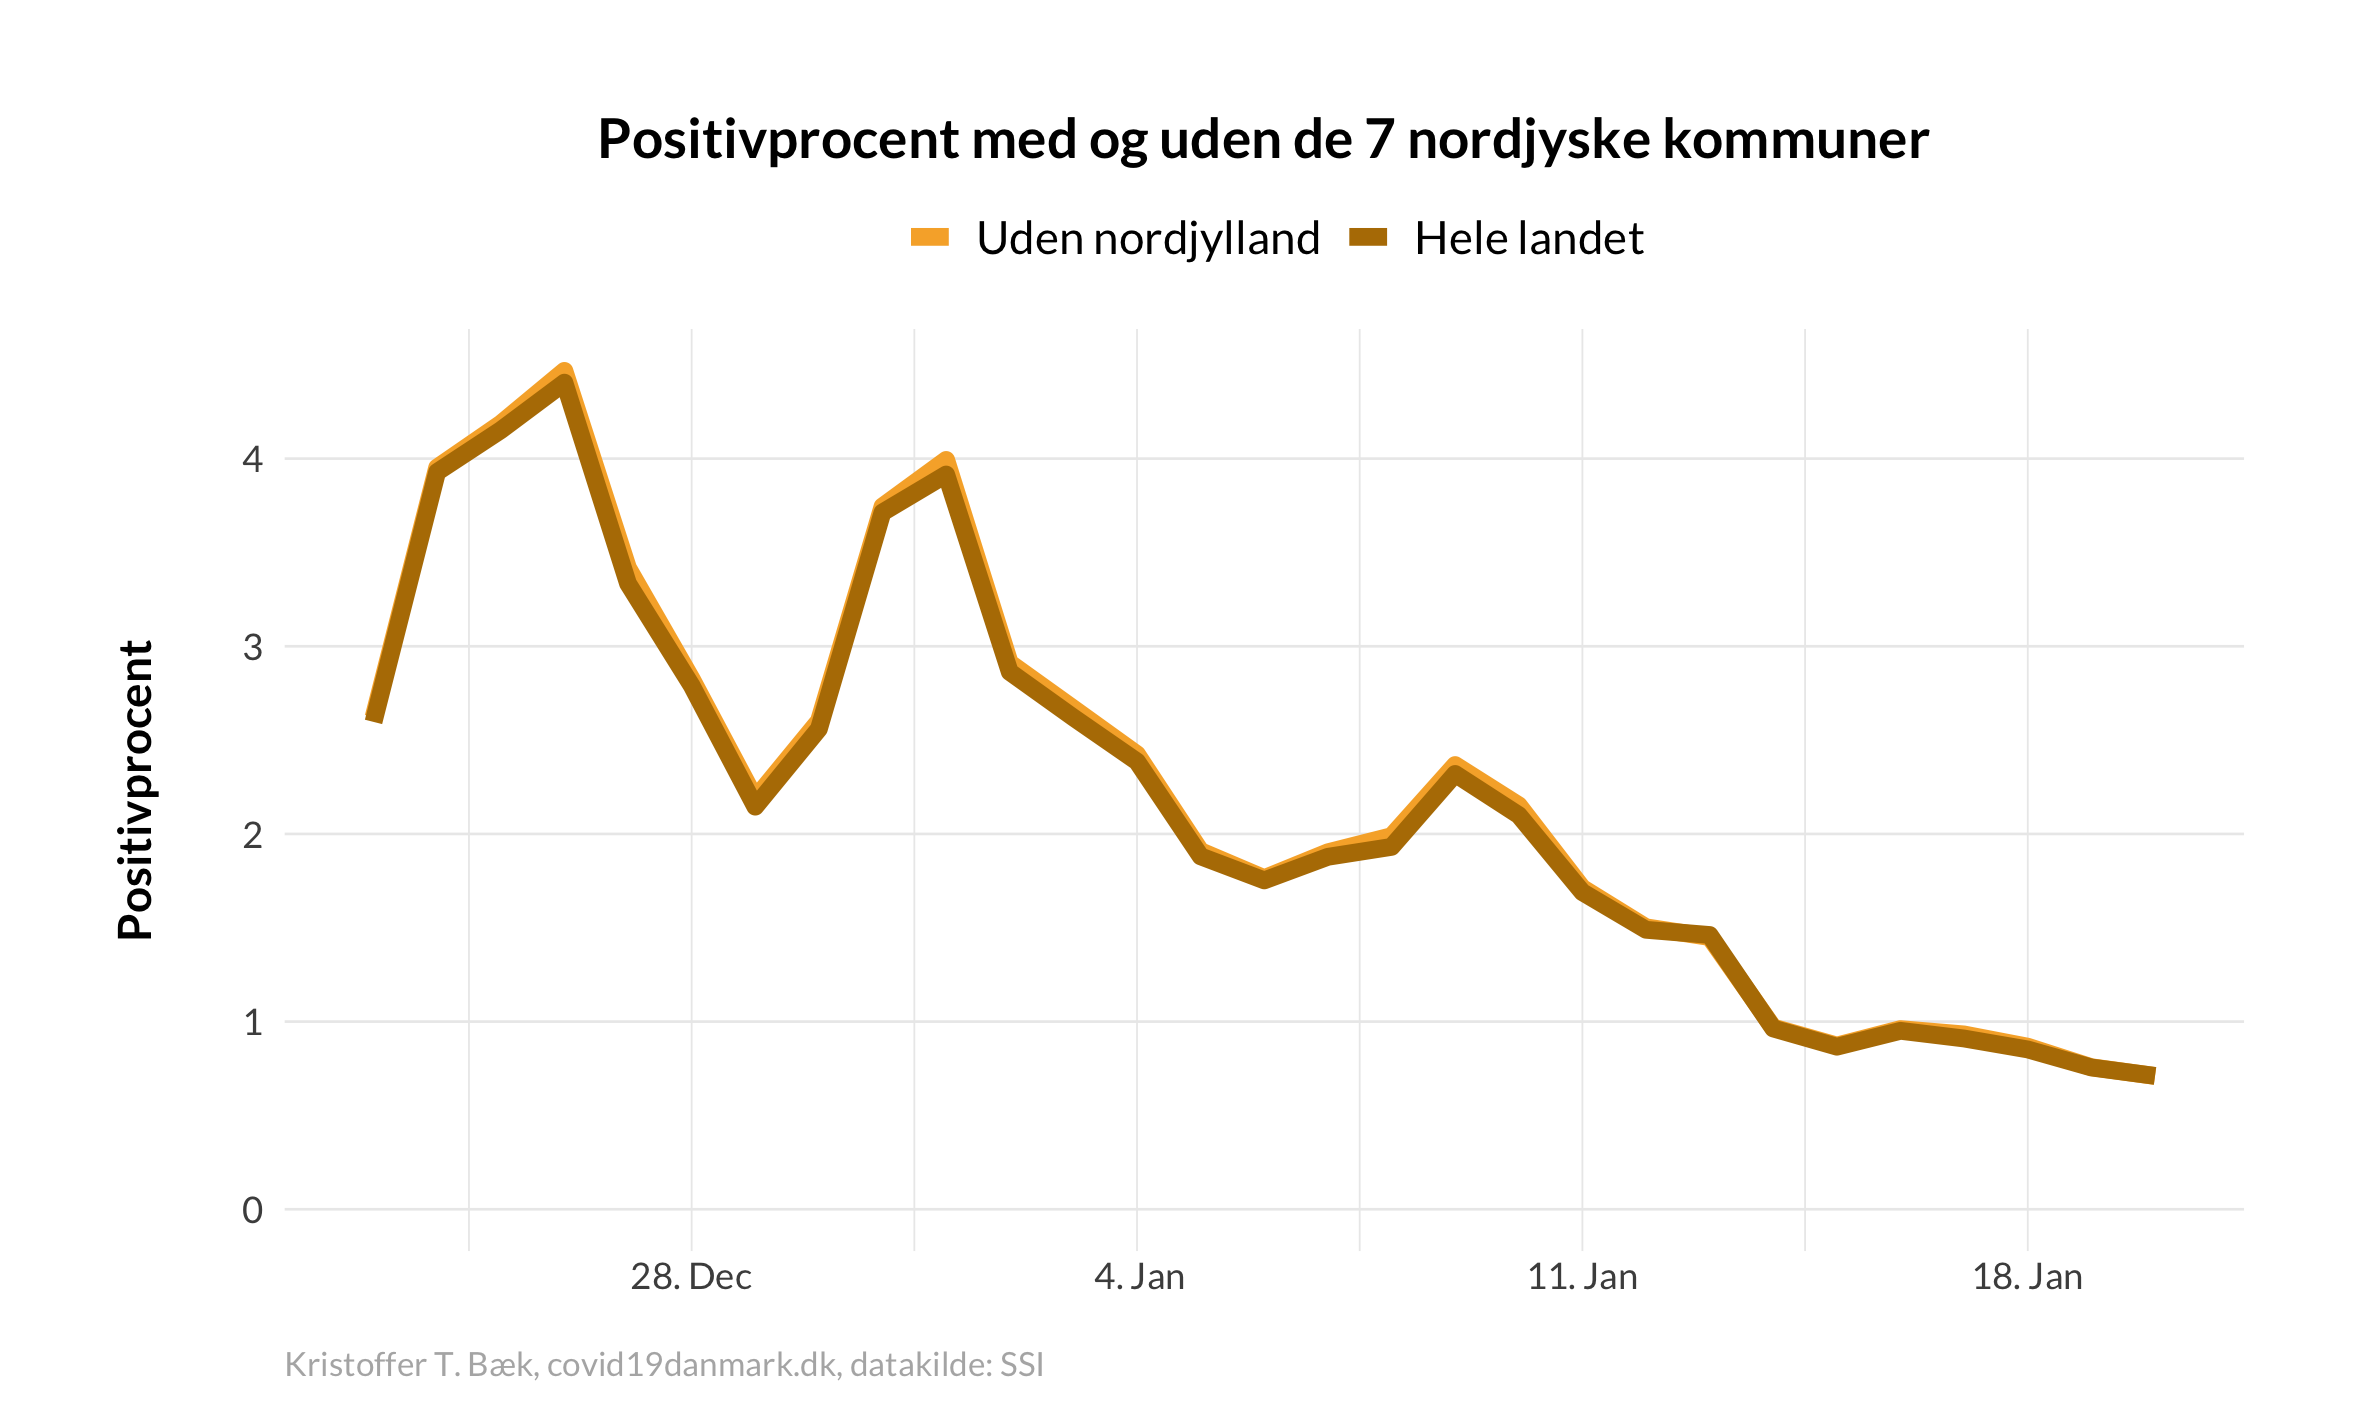 Positivprocent med og uden de 7 nordjyske kommuner
Uden nordjylland Hele landet
Positivprocent
4
3
2
1
0
28. Dec 4. Jan 11. Jan 18. Jan
Kristoffer T. Bæk, covid19danmark.dk, datakilde: SSI